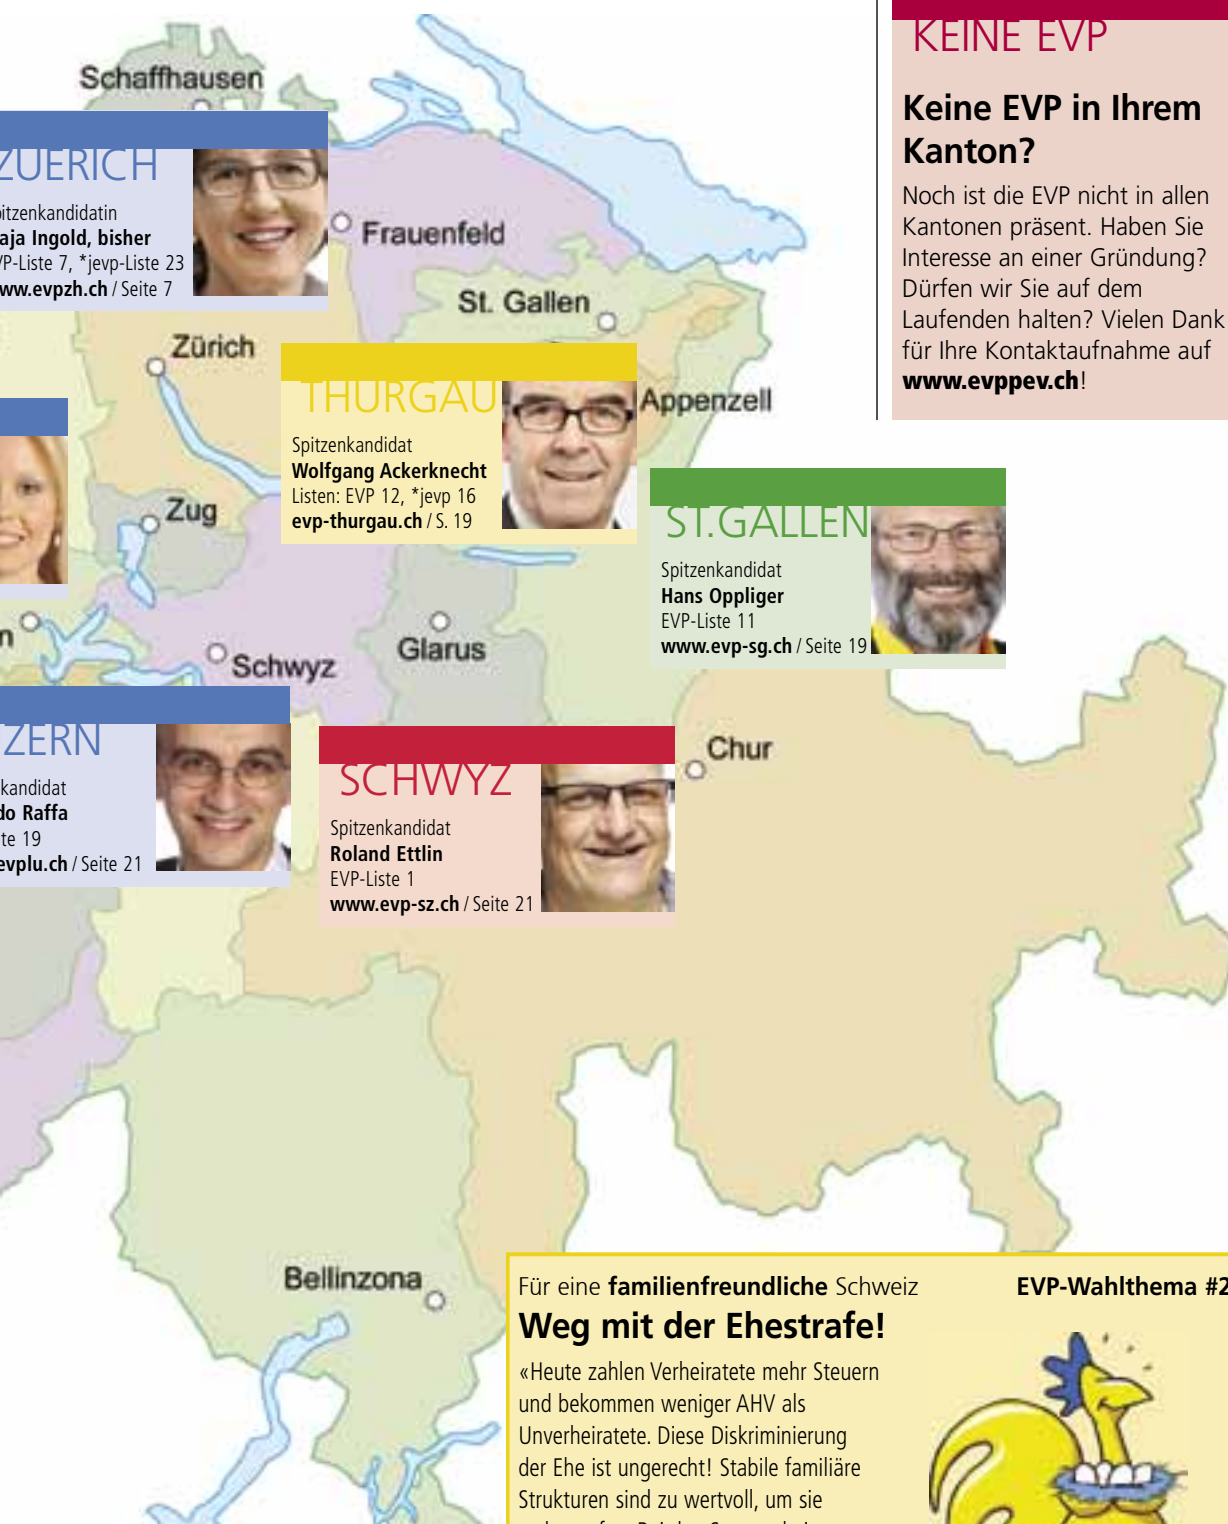 Schaffhausen
ZUERICH
pitzenkandidatin
aja Ingold, bisher
VP-Liste 7, *jevp-Liste 23
ww.evpzh.ch / Seite 7
Frauenfeld
St. Gallen
Zürich
THURGAU
Spitzenkandidat
Wolfgang Ackerknecht
Listen: EVP 12, *jevp 16
evp-thurgau.ch / S. 19
Appenzell
Zug
ST.GALLEN
Spitzenkandidat
Hans Oppliger
EVP-Liste 11
www.evp-sg.ch / Seite 19
n
Schwyz
Glarus
ZERN
kandidat
do Raffa
te 19
evplu.ch / Seite 21
SCHWYZ
Spitzenkandidat
Roland Ettlin
EVP-Liste 1
www.evp-sz.ch / Seite 21
Chur
Bellinzona
KEINE EVP
Keine EVP in Ihrem
Kanton?
Noch ist die EVP nicht in allen
Kantonen präsent. Haben Sie
Interesse an einer Gründung?
Dürfen wir Sie auf dem
Laufenden halten? Vielen Dank
für Ihre Kontaktaufnahme auf
www.evppev.ch!
Für eine familienfreundliche Schweiz
EVP-Wahlthema #2
Weg mit der Ehestrafe!
«Heute zahlen Verheiratete mehr Steuern
und bekommen weniger AHV als
Unverheiratete. Diese Diskriminierung
der Ehe ist ungerecht! Stabile familiäre
Strukturen sind zu wertvoll, um sie